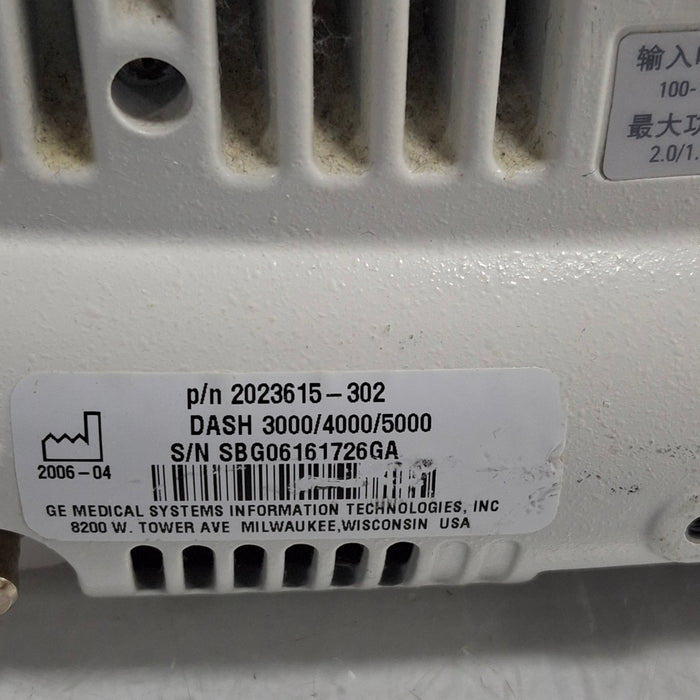 输入
100-
最大功
2.0/1.
p/n 2023615-302
DASH 3000/4000/5000
S/N SBG06161726GA
2006-04
GE MEDICAL SYSTEMS INFORMATION TECHNOLOGIES, INC
8200 W. TOWER AVE MILWAUKEE,WISCONSIN USA